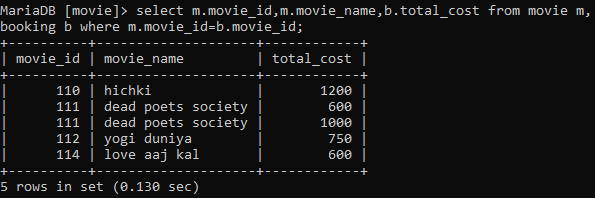 MariaDB [movie]> select m.movie_id,m.movie_name,b.total_cost from movie m,
booking b where m.movie_id=b.movie_id;
+----------+--------------------+------------+
| movie_id | movie_name         | total_cost |
+----------+--------------------+------------+
|      110 | hichki             |       1200 |
|      111 | dead poets society |        600 |
|      111 | dead poets society |       1000 |
|      112 | yogi duniya        |        750 |
|      114 | love aaj kal       |        600 |
+----------+--------------------+------------+
5 rows in set (0.130 sec)